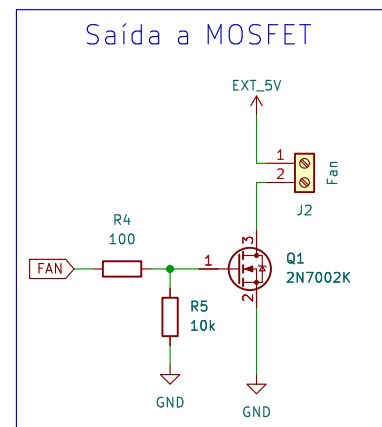 Saída a MOSFET
EXT_5V
1
2
Fan
J2
R4
100
FAN
1
3
Q1
2N7002K
2
R5
10k
GND
GND